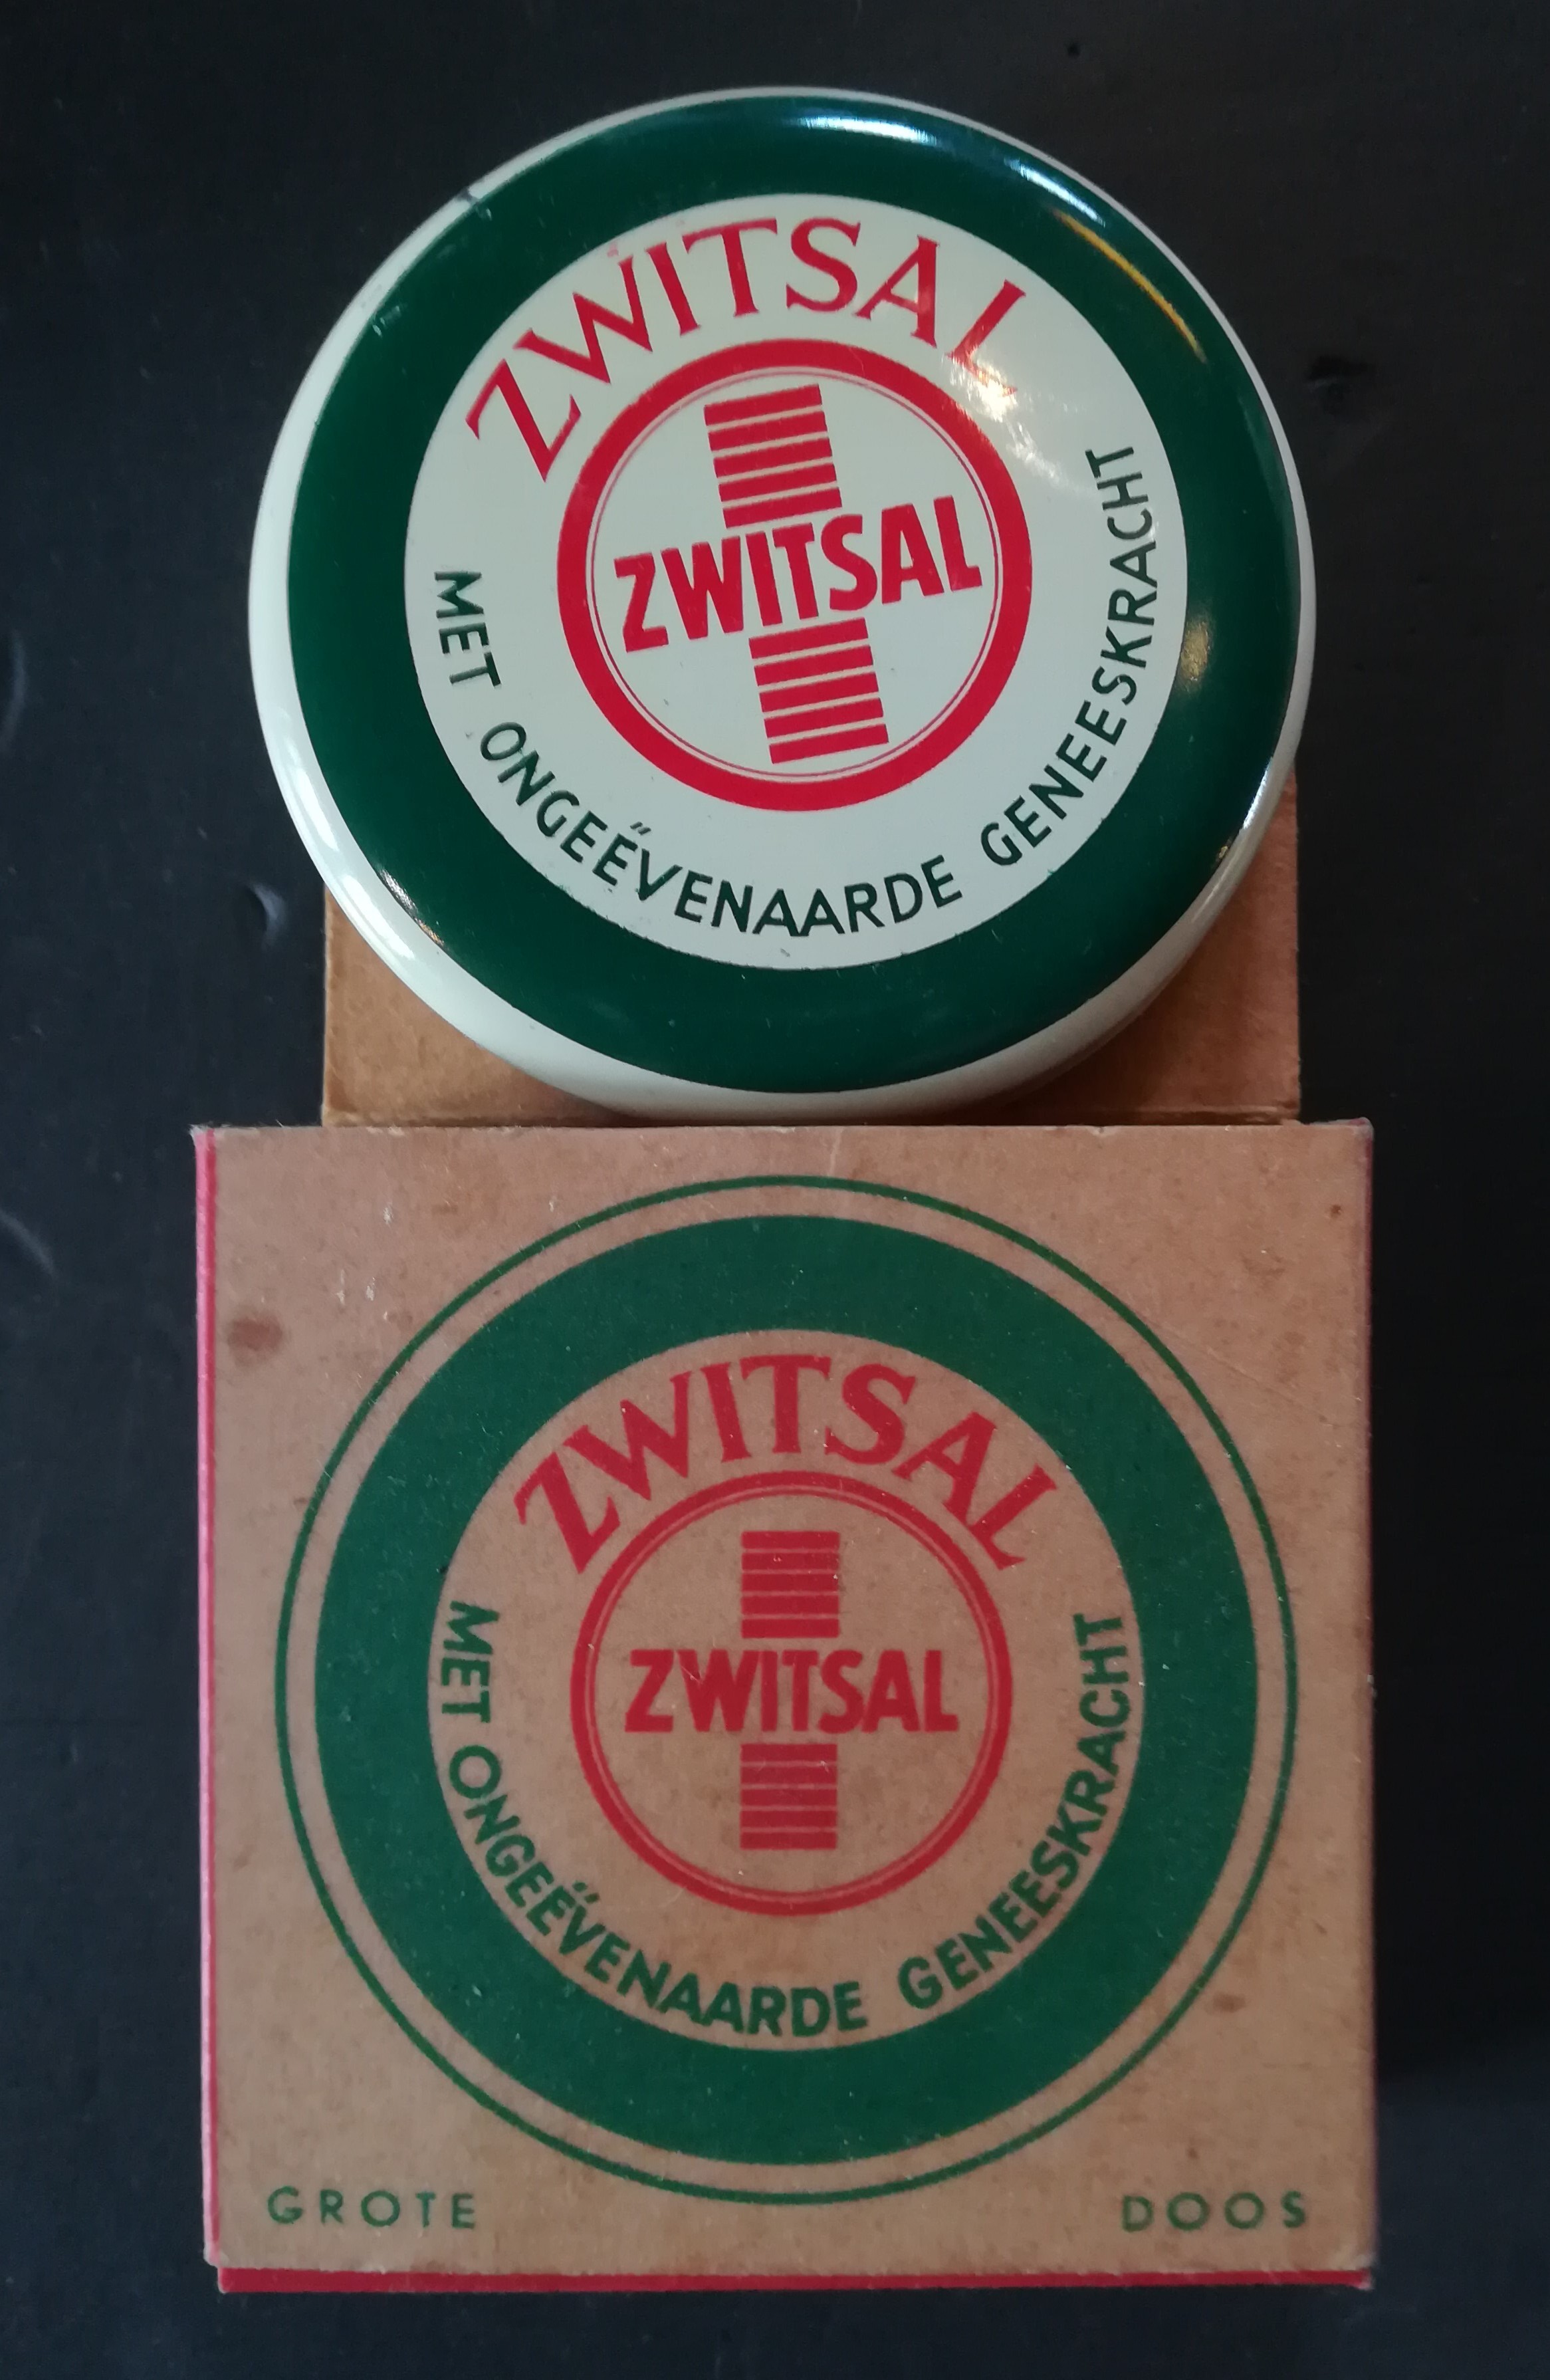 ZWITSAL
ZWITSAL
MET ONGEËVENAARDE GENEESKRACHT
ZWITSAL
ZWITSAL
MET ONGEËVENAARDE GENEESKRACHT
GROTE DOOS